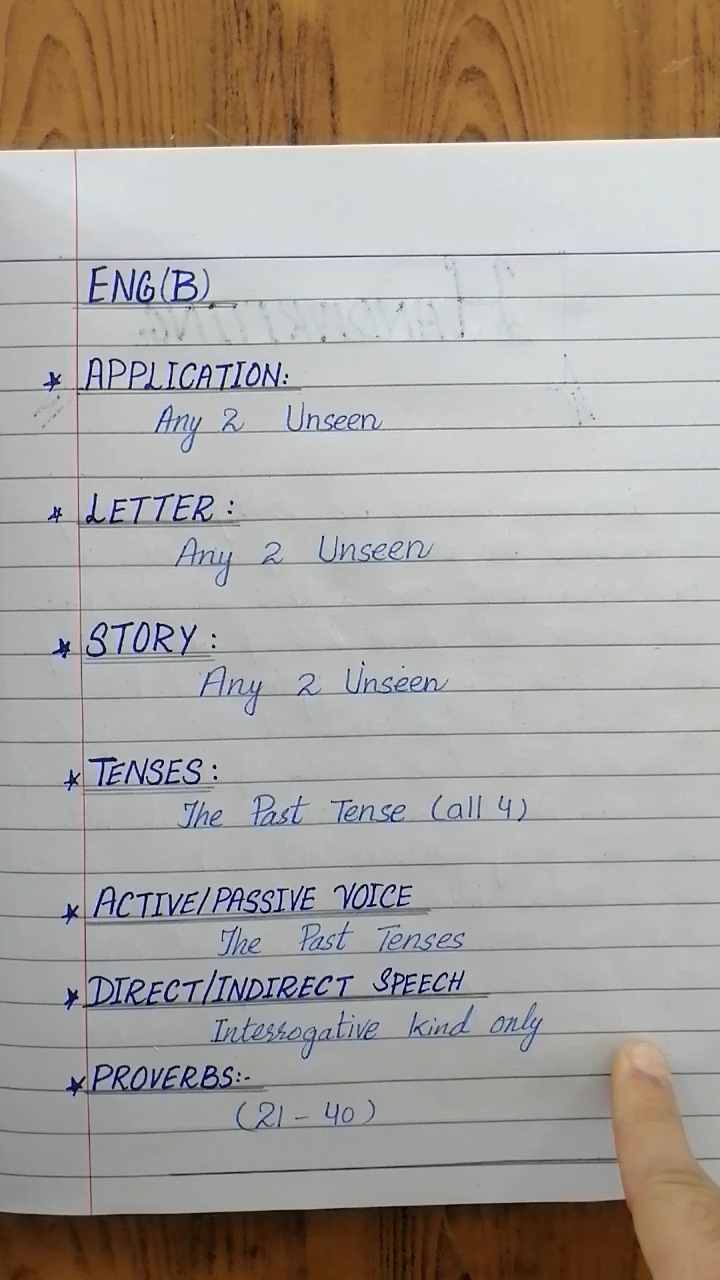 ENG(B)
HANDWRITING
* APPLICATION:
Any 2 Unseen
* LETTER:
Any 2 Unseen
* STORY:
Any 2 Unseen
* TENSES:
The Past Tense (all 4)
* ACTIVE/PASSIVE VOICE
The Past Tenses
* DIRECT/INDIRECT SPEECH
Interrogative kind only
* PROVERBS:-
(21 - 40)